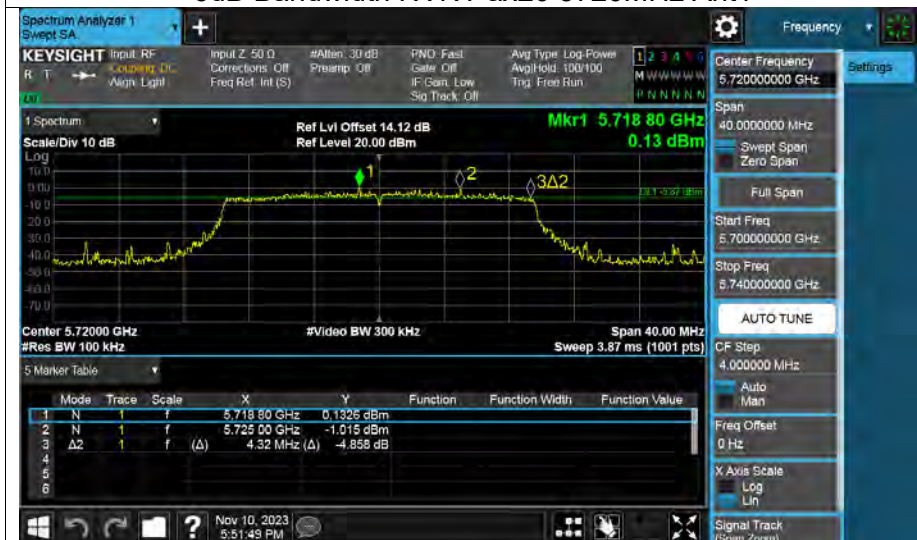 Spectrum Analyzer 1
Swept SA
+
Frequency
KEYSIGHT
R T
Input: RF
Coupling: DC
Align: Light
Input Z: 50 Ω
Corrections: Off
Freq Ref: Int (S)
#Atten: 30 dB
Preamp: Off
PNO: Fast
Gate: Off
IF Gain: Low
Sig Track: Off
Avg Type: Log-Power
Avg|Hold: 100/100
Trig: Free Run
1 2 3 4 5 6
M W W W W W
P N N N N N
1 Spectrum
Scale/Div 10 dB
Ref Lvl Offset 14.12 dB
Ref Level 20.00 dBm
Mkr1 5.718 80 GHz
0.13 dBm
Log
10.0
0.00
-10.0
-20.0
-30.0
-40.0
-50.0
-60.0
-70.0
1
2
3Δ2
DL1 -5.87 dBm
Center 5.72000 GHz
#Res BW 100 kHz
#Video BW 300 kHz
Span 40.00 MHz
Sweep 3.87 ms (1001 pts)
5 Marker Table
Mode Trace Scale X Y Function Function Width Function Value
1 N 1 f 5.718 80 GHz 0.1326 dBm
2 N 1 f 5.725 00 GHz -1.015 dBm
3 Δ2 1 f (Δ) 4.32 MHz (Δ) -4.858 dB
4
5
6
?
Nov 10, 2023
5:51:49 PM
Center Frequency
5.720000000 GHz
Settings
Span
40.0000000 MHz
Swept Span
Zero Span
Full Span
Start Freq
5.700000000 GHz
Stop Freq
5.740000000 GHz
AUTO TUNE
CF Step
4.000000 MHz
Auto
Man
Freq Offset
0 Hz
X Axis Scale
Log
Lin
Signal Track
(Span Zoom)